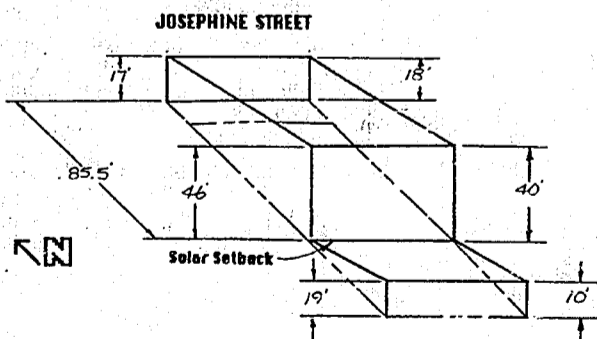 JOSEPHINE STREET
17'
18'
85.5'
46'
40'
N
Solar Setback
19'
10'